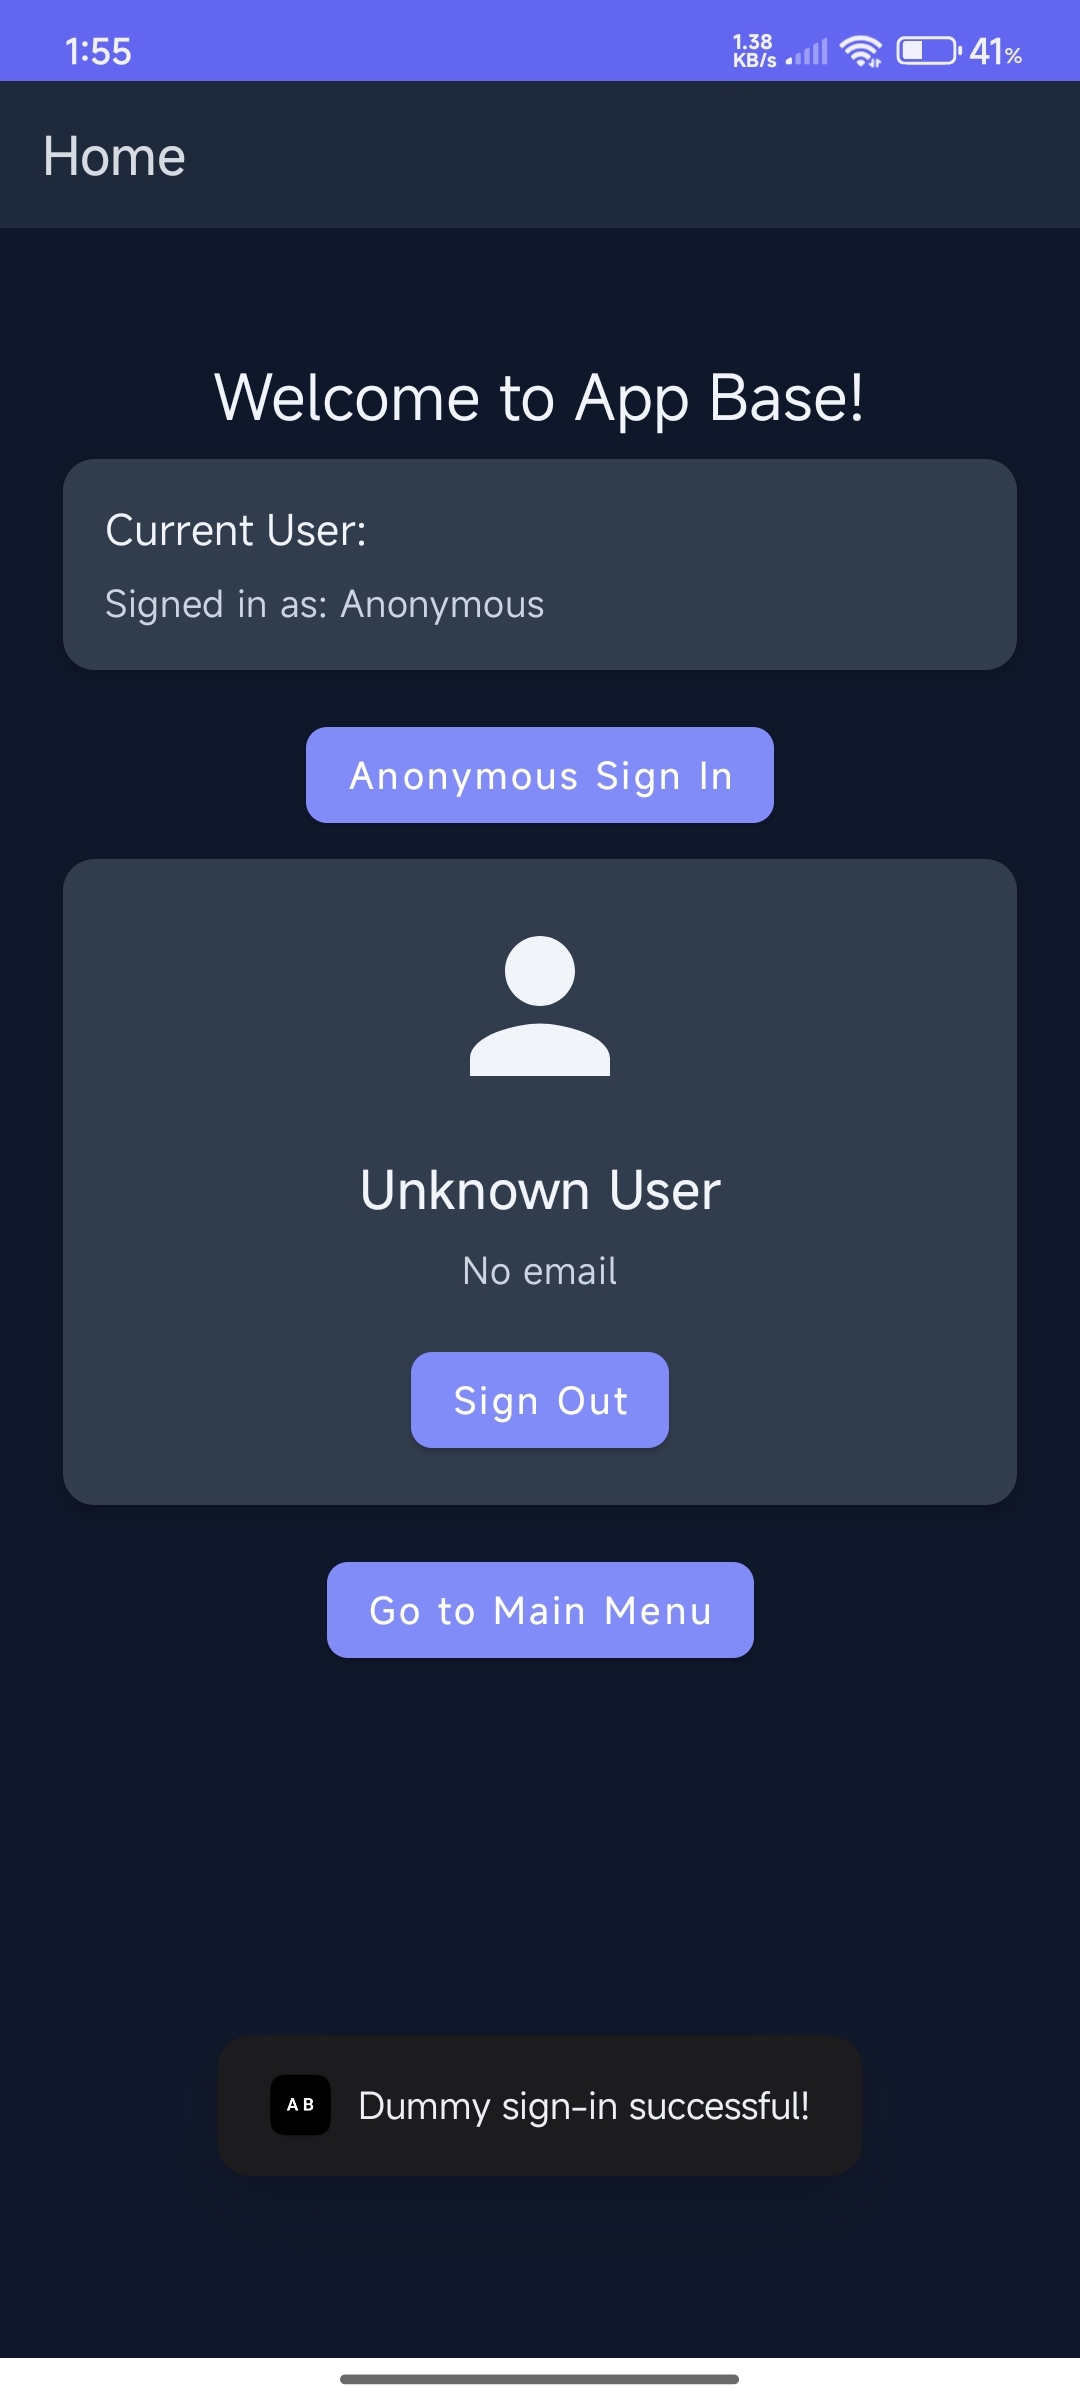 1:55
1.38
KB/s
41%
Home
Welcome to App Base!
Current User:
Signed in as: Anonymous
Anonymous Sign In
Unknown User
No email
Sign Out
Go to Main Menu
AB
Dummy sign-in successful!